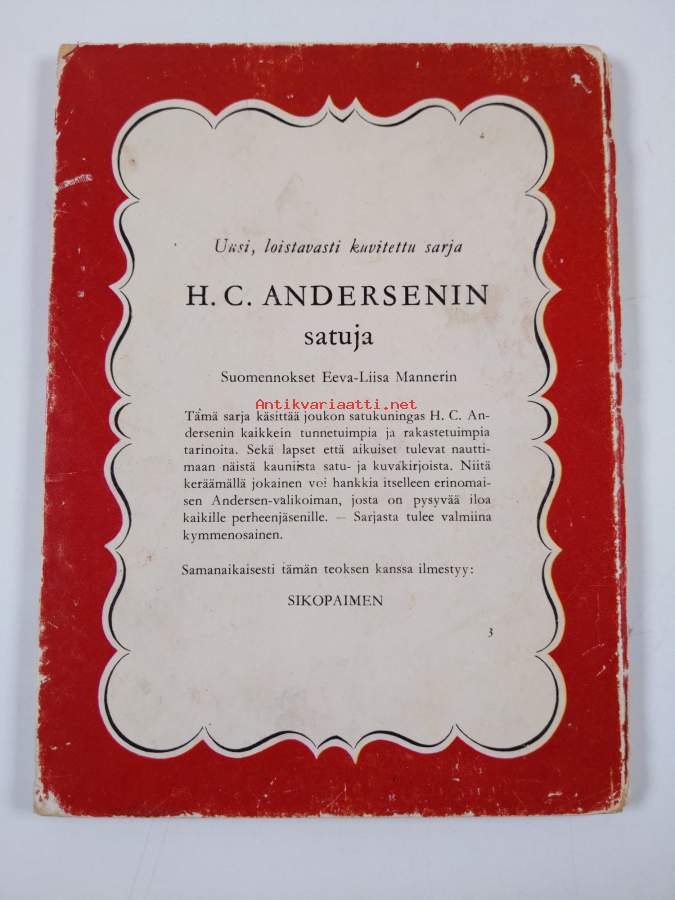 Uusi, loistavasti kuvitettu sarja
H. C. ANDERSENIN
satuja
Suomennokset Eeva-Liisa Mannerin
Antikvariaatti.net
Tämä sarja käsittää joukon satukuningas H. C. An-
dersenin kaikkein tunnetuimpia ja rakastetuimpia
tarinoita. Sekä lapset että aikuiset tulevat nautti-
maan näistä kauniista satu- ja kuvakirjoista. Niitä
keräämällä jokainen voi hankkia itselleen erinomai-
sen Andersen-valikoiman, josta on pysyvää iloa
kaikille perheenjäsenille. — Sarjasta tulee valmiina
kymmenosainen.
Samanaikaisesti tämän teoksen kanssa ilmestyy:
SIKOPAIMEN
3